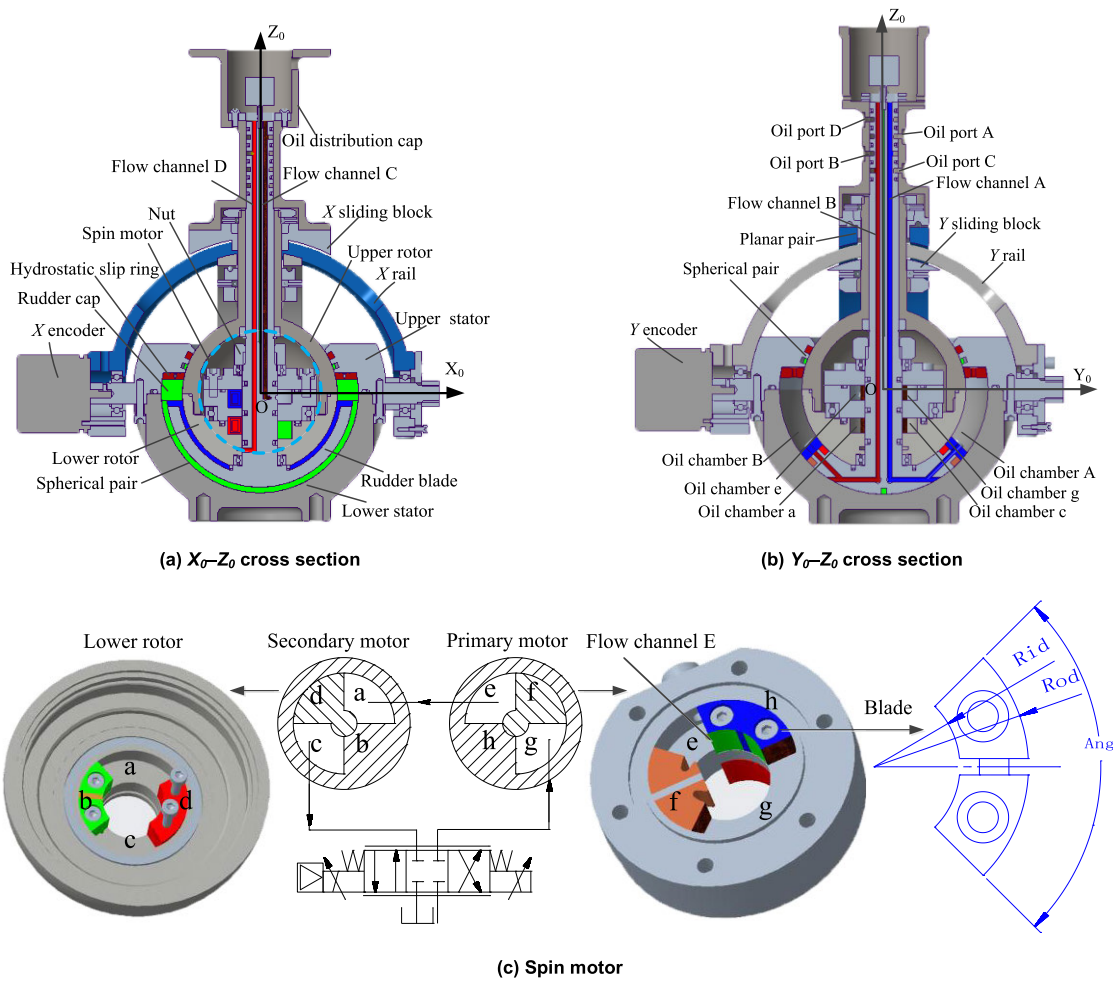 Z₀
Oil distribution cap
Flow channel D
Flow channel C
Nut
X sliding block
Spin motor
Upper rotor
Hydrostatic slip ring
X rail
Rudder cap
Upper stator
X encoder
X₀
O
Lower rotor
Spherical pair
Rudder blade
Lower stator
(a) X₀–Z₀ cross section
Z₀
Oil port D
Oil port A
Oil port B
Oil port C
Flow channel A
Flow channel B
Y sliding block
Planar pair
Spherical pair
Y rail
Y encoder
Y₀
O
Oil chamber B
Oil chamber A
Oil chamber e
Oil chamber g
Oil chamber a
Oil chamber c
(b) Y₀–Z₀ cross section
Lower rotor
Secondary motor
Primary motor
Flow channel E
Blade
a
b
d
c
d
a
c
b
e
f
h
g
h
e
f
g
Rid
Rod
Ang
(c) Spin motor